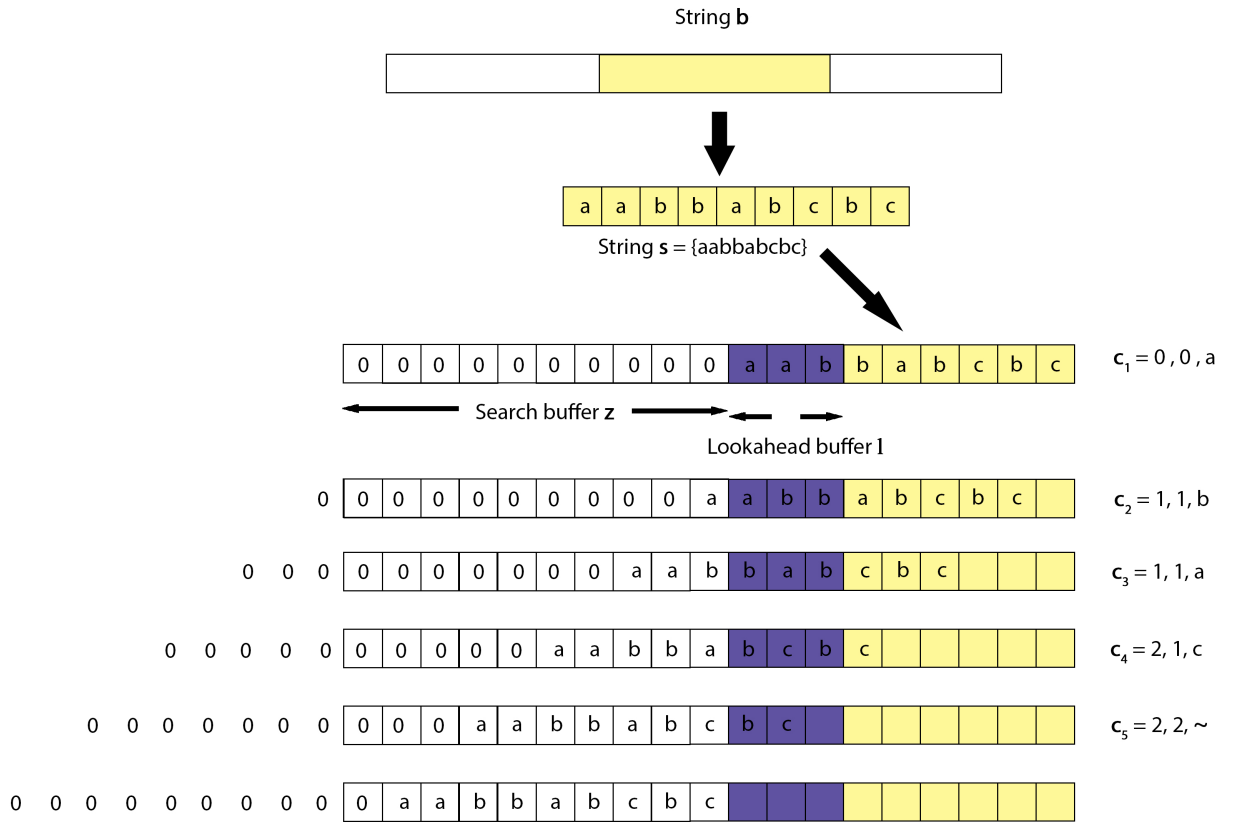 String b
a a b b a b c b c
String s = {aabbabcbc}
0 0 0 0 0 0 0 0 0 0 a a b b a b c b c c₁ = 0 , 0 , a
Search buffer z
Lookahead buffer l
0 0 0 0 0 0 0 0 0 0 a a b b a b c b c c₂ = 1, 1, b
0 0 0 0 0 0 0 0 0 0 a a b b a b c b c c₃ = 1, 1, a
0 0 0 0 0 0 0 0 0 0 a a b b a b c b c c₄ = 2, 1, c
0 0 0 0 0 0 0 0 0 0 a a b b a b c b c c₅ = 2, 2, ~
0 0 0 0 0 0 0 0 0 0 a a b b a b c b c